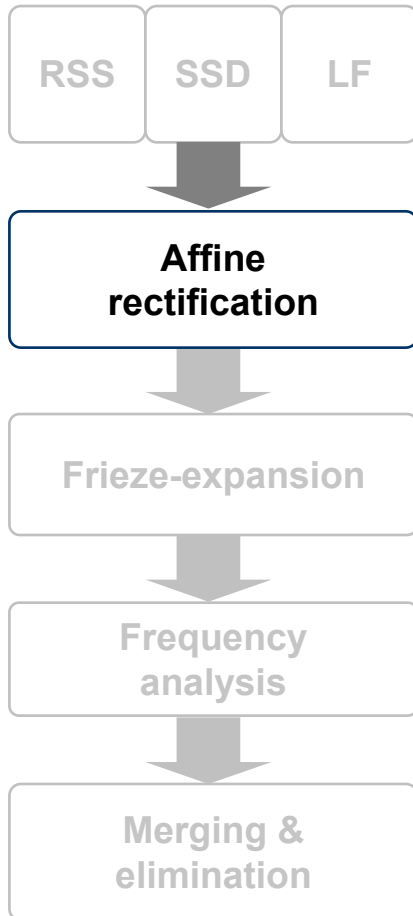 RSS SSD LF
Affine
rectification
Frieze-expansion
Frequency
analysis
Merging &
elimination